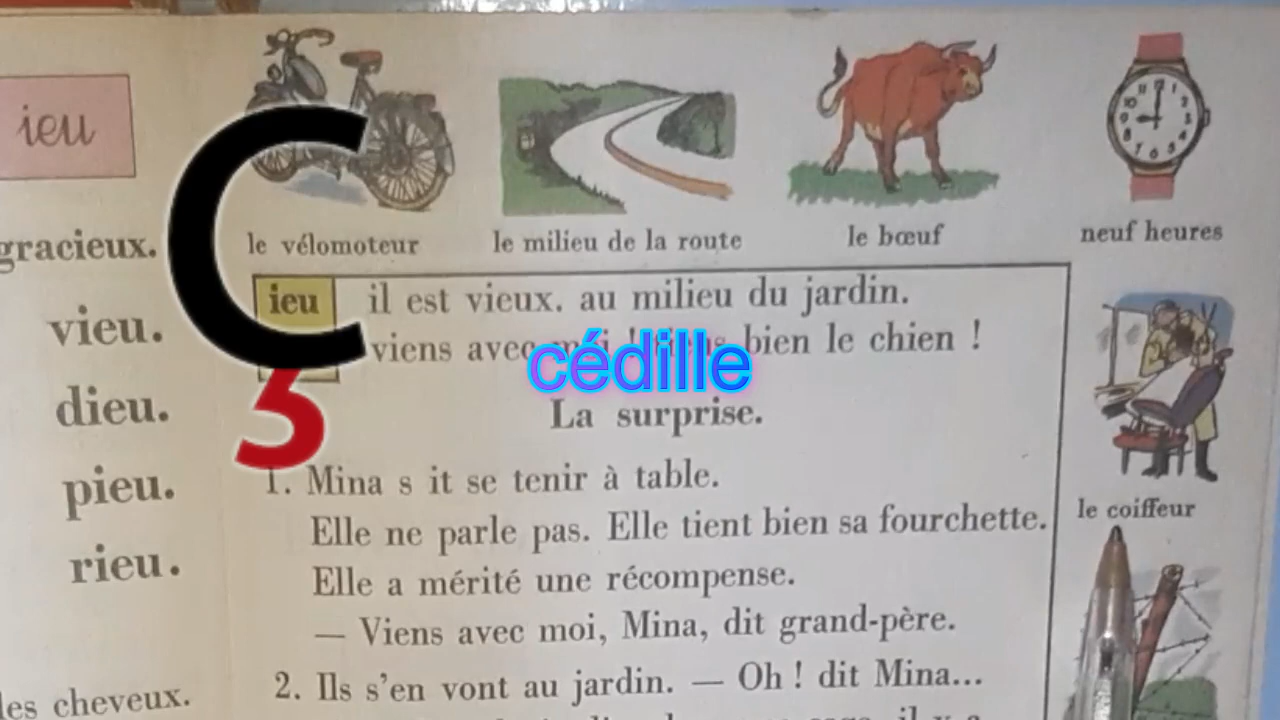 ieu
gracieux.
vieu.
dieu.
pieu.
rieu.
les cheveux.
Ç
le vélomoteur
le milieu de la route
le bœuf
neuf heures
ieu il est vieux. au milieu du jardin.
viens avec bien le chien !
cédille
La surprise.
1. Mina s it se tenir à table.
Elle ne parle pas. Elle tient bien sa fourchette.
Elle a mérité une récompense.
— Viens avec moi, Mina, dit grand-père.
2. Ils s'en vont au jardin. — Oh ! dit Mina...
le coiffeur